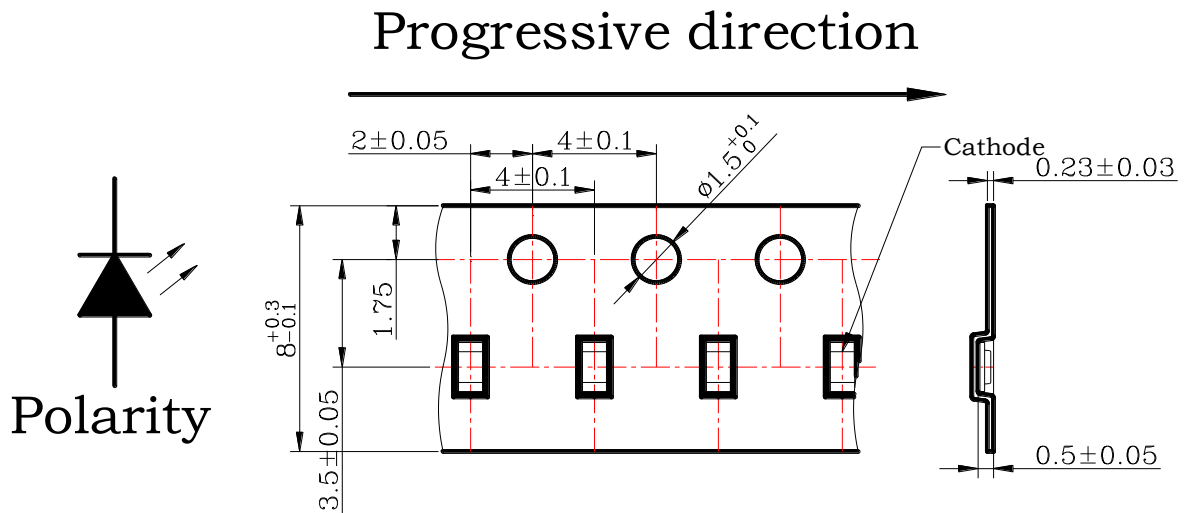 Progressive direction
2±0.05
4±0.1
ø1.5 +0.1 0
Cathode
0.23±0.03
4±0.1
1.75
8 +0.3 -0.1
3.5±0.05
Polarity
0.5±0.05